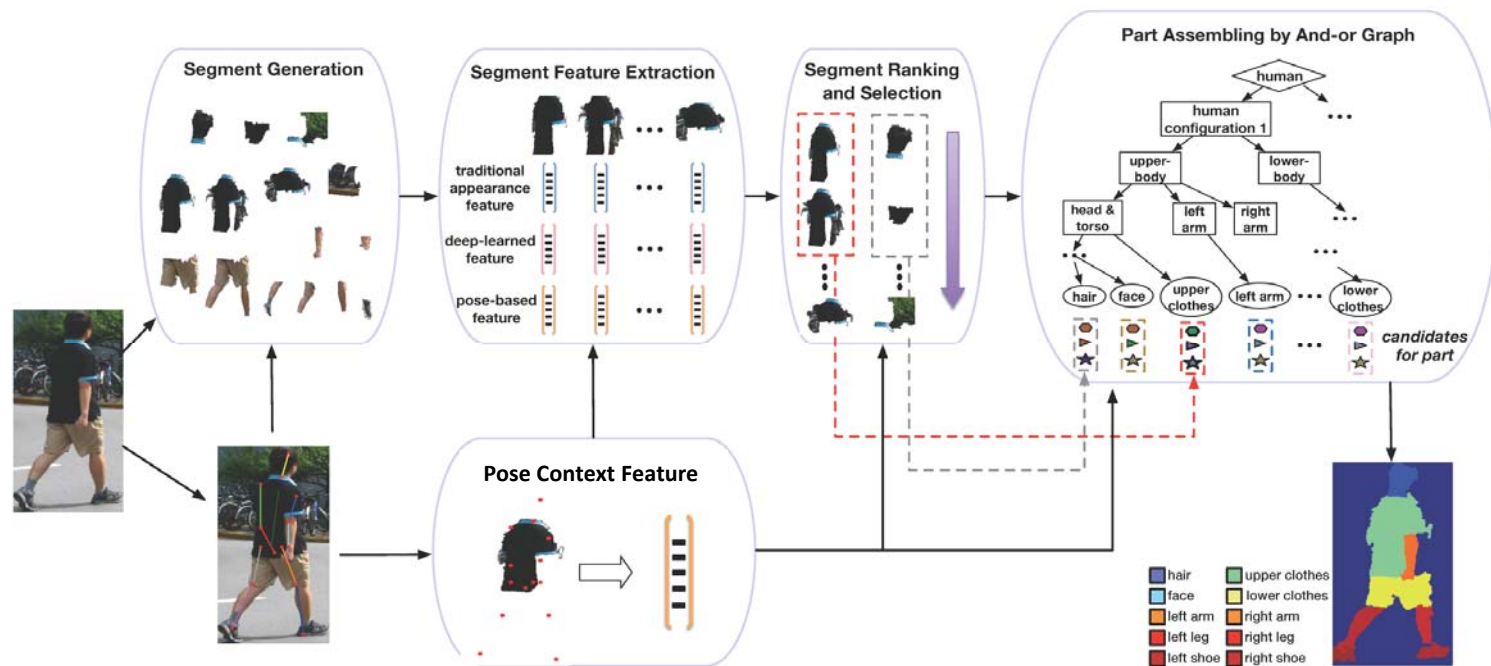 Segment Generation
Segment Feature Extraction
traditional
appearance
feature
deep-learned
feature
pose-based
feature
Segment Ranking
and Selection
Part Assembling by And-or Graph
human
human
configuration 1
upper-
body
lower-
body
head &
torso
left
arm
right
arm
hair
face
upper
clothes
left arm
lower
clothes
candidates
for part
Pose Context Feature
hair
face
left arm
left leg
left shoe
upper clothes
lower clothes
right arm
right leg
right shoe